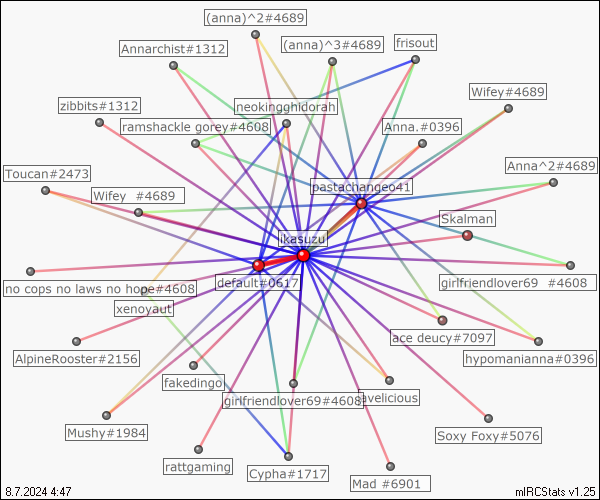 (anna)^2#4689
(anna)^3#4689
frisout
Annarchist#1312
Wifey#4689
zibbits#1312
neokingghidorah
ramshackle gorey#4608
Anna.#0396
Anna^2#4689
Toucan#2473
pastachangeo41
Wifey_#4689
Skalman
ikasuzu
default#0617
girlfriendlover69_#4608
no cops no laws no hope#4608
xenoyaut
ace deucy#7097
AlpineRooster#2156
hypomanianna#0396
fakedingo
girlfriendlover69#4608
avelicious
Mushy#1984
Soxy Foxy#5076
rattgaming
Cypha#1717
Mad_#6901
8.7.2024 4:47
mIRCStats v1.25